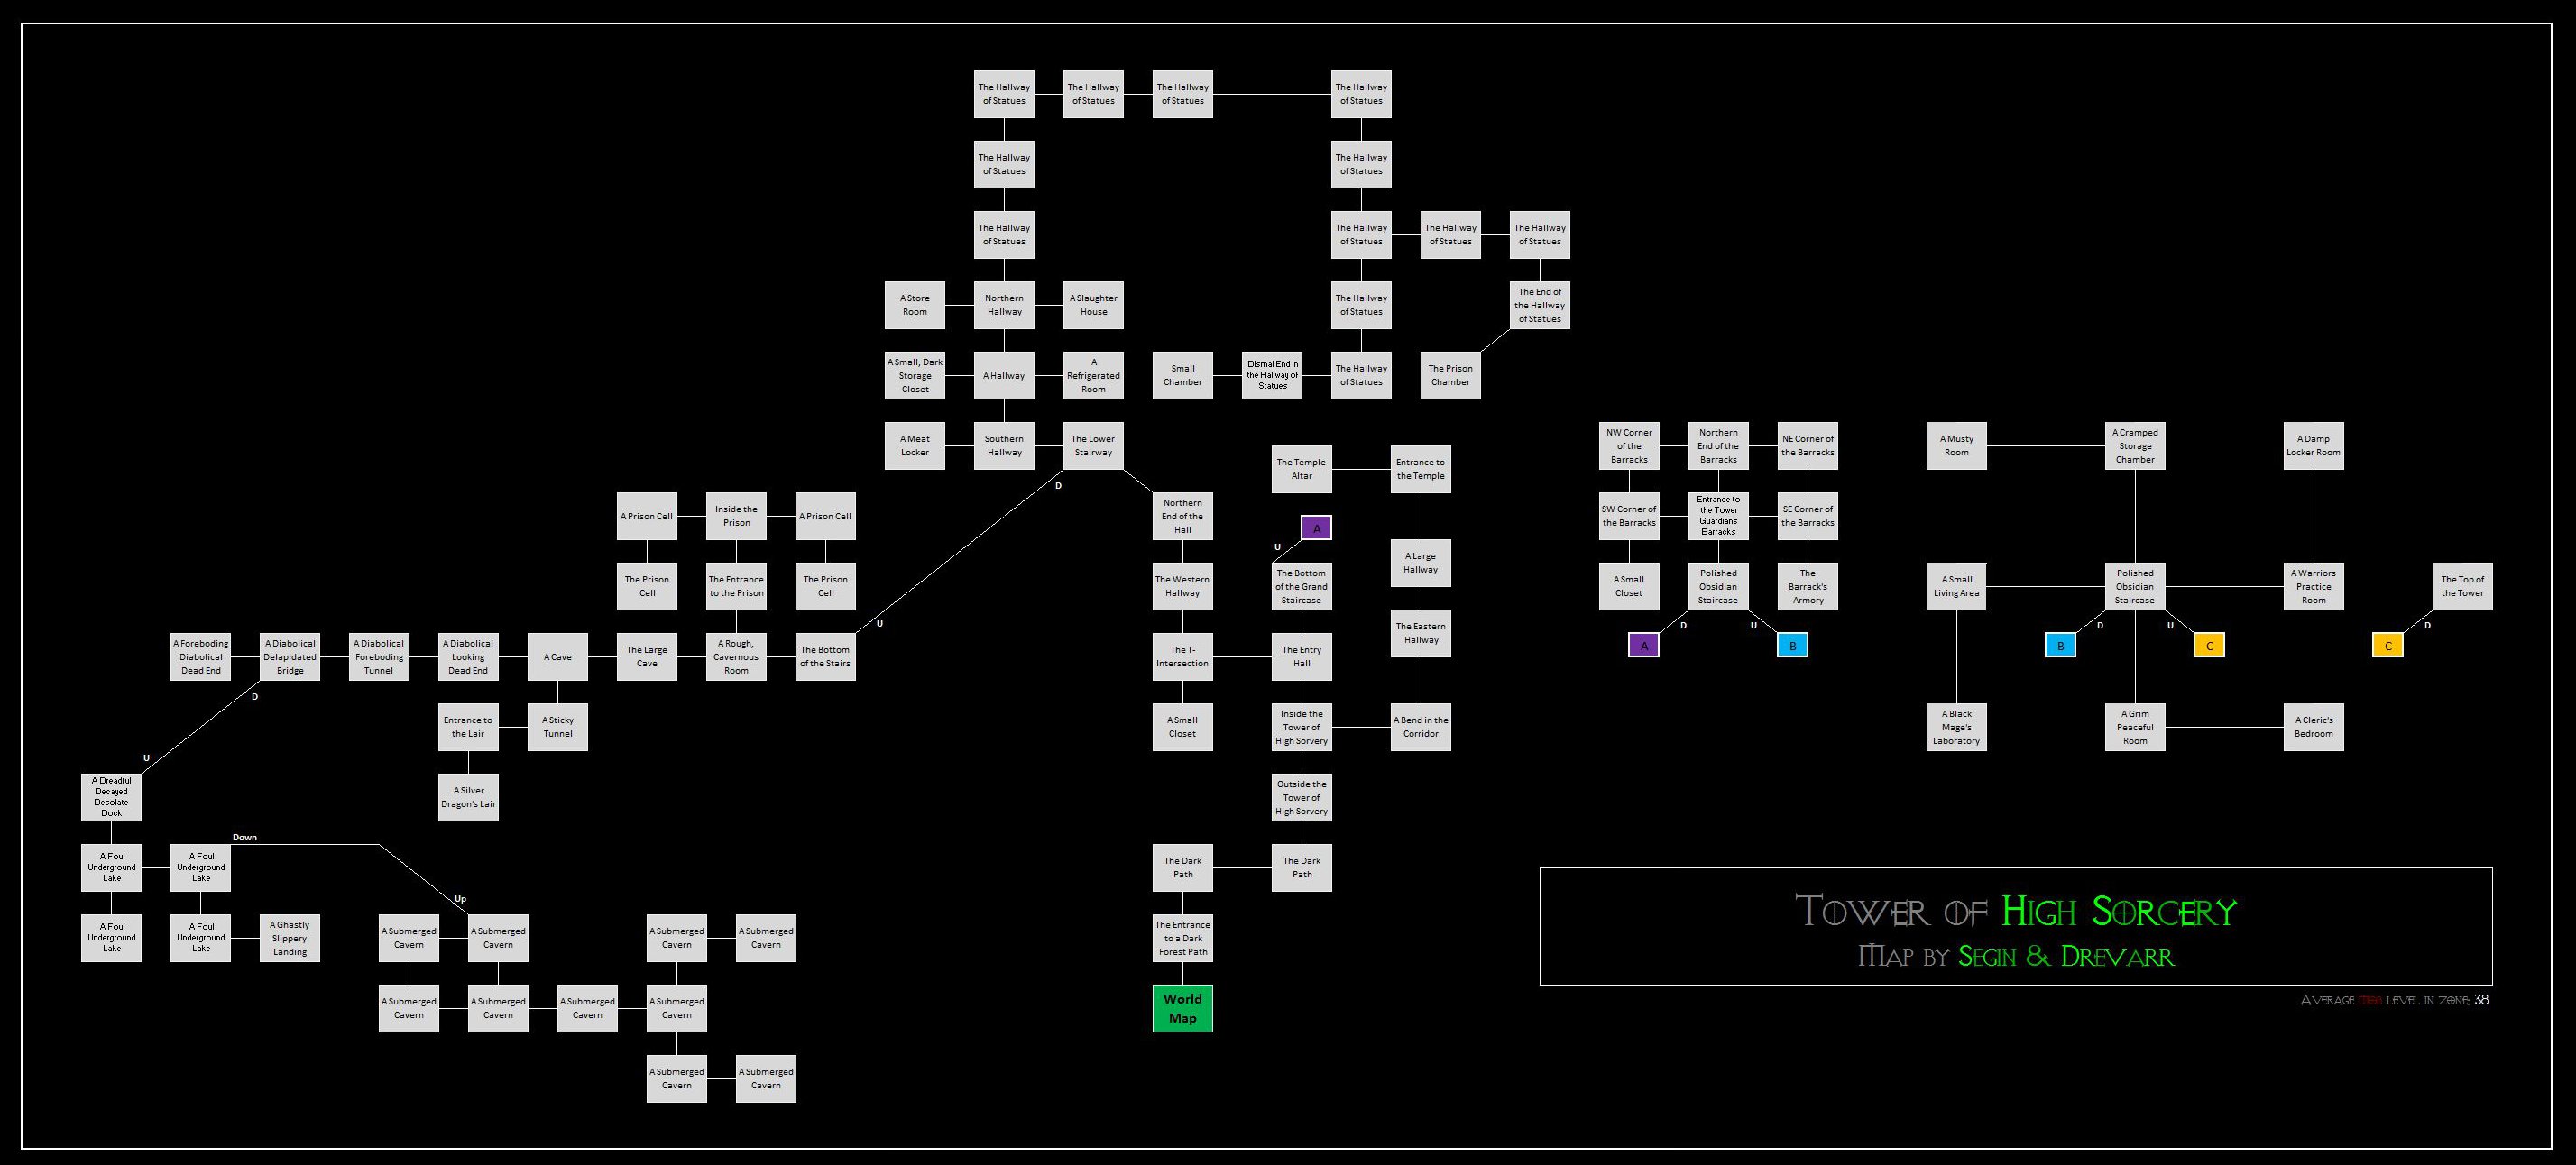 The Hallway
of Statues
The Hallway
of Statues
The Hallway
of Statues
The Hallway
of Statues
The Hallway
of Statues
The Hallway
of Statues
The Hallway
of Statues
The Hallway
of Statues
The Hallway
of Statues
The Hallway
of Statues
A Store
Room
Northern
Hallway
A Slaughter
House
The Hallway
of Statues
The End of
the Hallway
of Statues
A Small, Dark
Storage
Closet
A Hallway
A
Refrigerated
Room
Small
Chamber
Dismal End in
the Hallway of
Statues
The Hallway
of Statues
The Prison
Chamber
A Meat
Locker
Southern
Hallway
The Lower
Stairway
D
U
The Temple
Altar
Entrance to
the Temple
A Prison Cell
Inside the
Prison
A Prison Cell
Northern
End of the
Hall
A
U
A Large
Hallway
The Prison
Cell
The Entrance
to the Prison
The Prison
Cell
The Western
Hallway
The Bottom
of the Grand
Staircase
The Eastern
Hallway
A Foreboding
Diabolical
Dead End
A Diabolical
Delapidated
Bridge
A Diabolical
Foreboding
Tunnel
A Diabolical
Looking
Dead End
A Cave
The Large
Cave
A Rough,
Cavernous
Room
The Bottom
of the Stairs
The T-
Intersection
The Entry
Hall
D
U
Entrance to
the Lair
A Sticky
Tunnel
A Small
Closet
Inside the
Tower of
High Sorvery
A Bend in the
Corridor
A Dreadful
Decayed
Desolate
Dock
A Silver
Dragon's Lair
Outside the
Tower of
High Sorvery
A Foul
Underground
Lake
A Foul
Underground
Lake
Down
Up
The Dark
Path
The Dark
Path
A Foul
Underground
Lake
A Foul
Underground
Lake
A Ghastly
Slippery
Landing
A Submerged
Cavern
A Submerged
Cavern
A Submerged
Cavern
A Submerged
Cavern
The Entrance
to a Dark
Forest Path
A Submerged
Cavern
A Submerged
Cavern
A Submerged
Cavern
A Submerged
Cavern
World
Map
A Submerged
Cavern
A Submerged
Cavern
NW Corner
of the
Barracks
Northern
End of the
Barracks
NE Corner of
the Barracks
SW Corner of
the Barracks
Entrance to
the Tower
Guardians
Barracks
SE Corner of
the Barracks
A Small
Closet
Polished
Obsidian
Staircase
The
Barrack's
Armory
D
U
A
B
A Musty
Room
A Cramped
Storage
Chamber
A Damp
Locker Room
A Small
Living Area
Polished
Obsidian
Staircase
A Warriors
Practice
Room
The Top of
the Tower
D
U
D
B
C
C
A Black
Mage's
Laboratory
A Grim
Peaceful
Room
A Cleric's
Bedroom
Tower of High Sorcery
Map by Segin & Drevarr
Average mob level in zone: 38